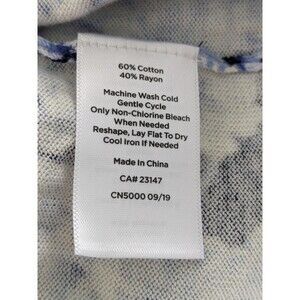 60% Cotton
40% Rayon
Machine Wash Cold
Gentle Cycle
Only Non-Chlorine Bleach
When Needed
Reshape, Lay Flat To Dry
Cool Iron If Needed
Made In China
CA# 23147
CN5000 09/19